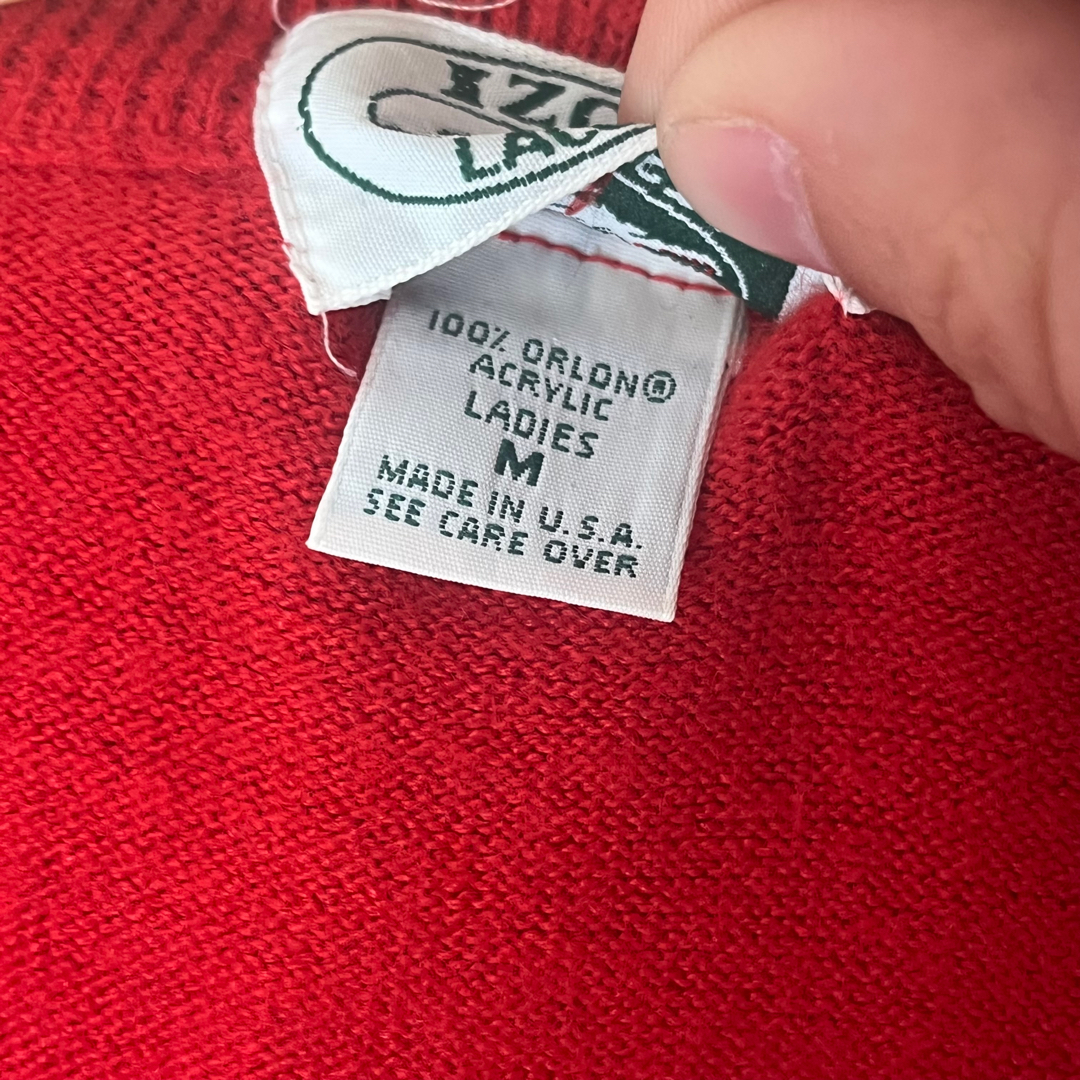 100% ORLON®
ACRYLIC
LADIES
M
MADE IN U.S.A.
SEE CARE OVER